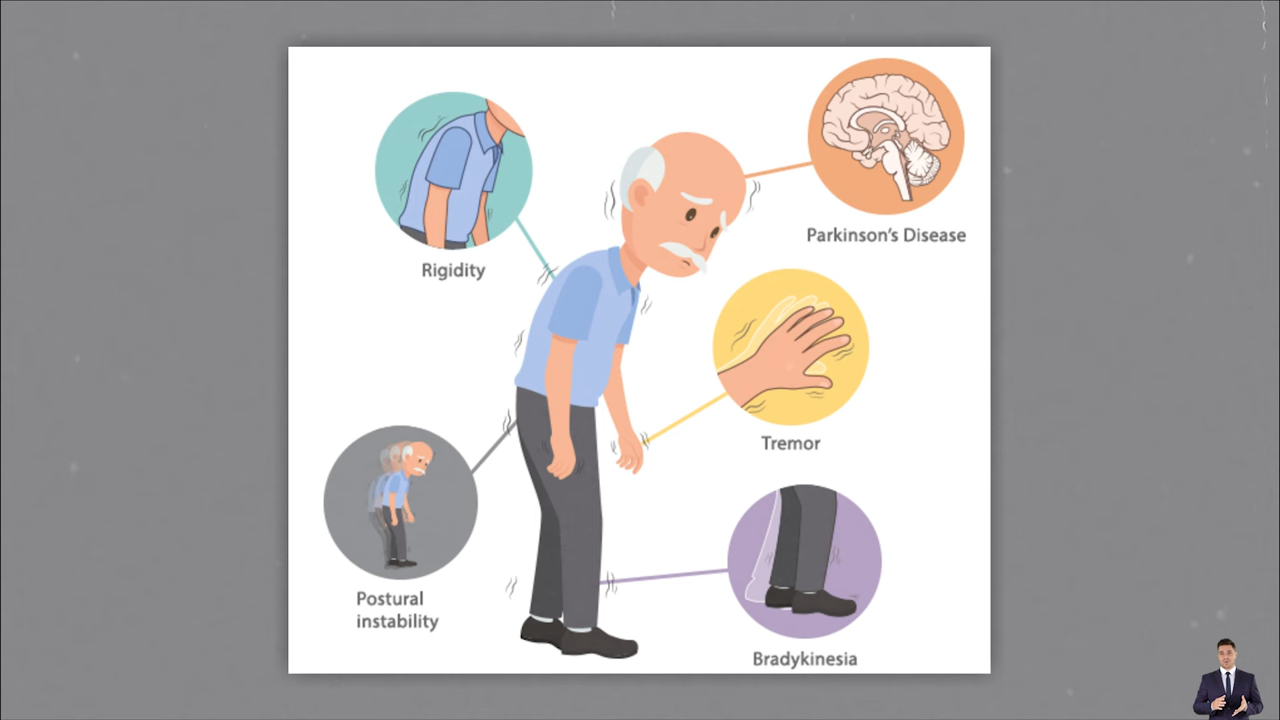 Parkinson's Disease
Rigidity
Tremor
Postural
instability
Bradykinesia